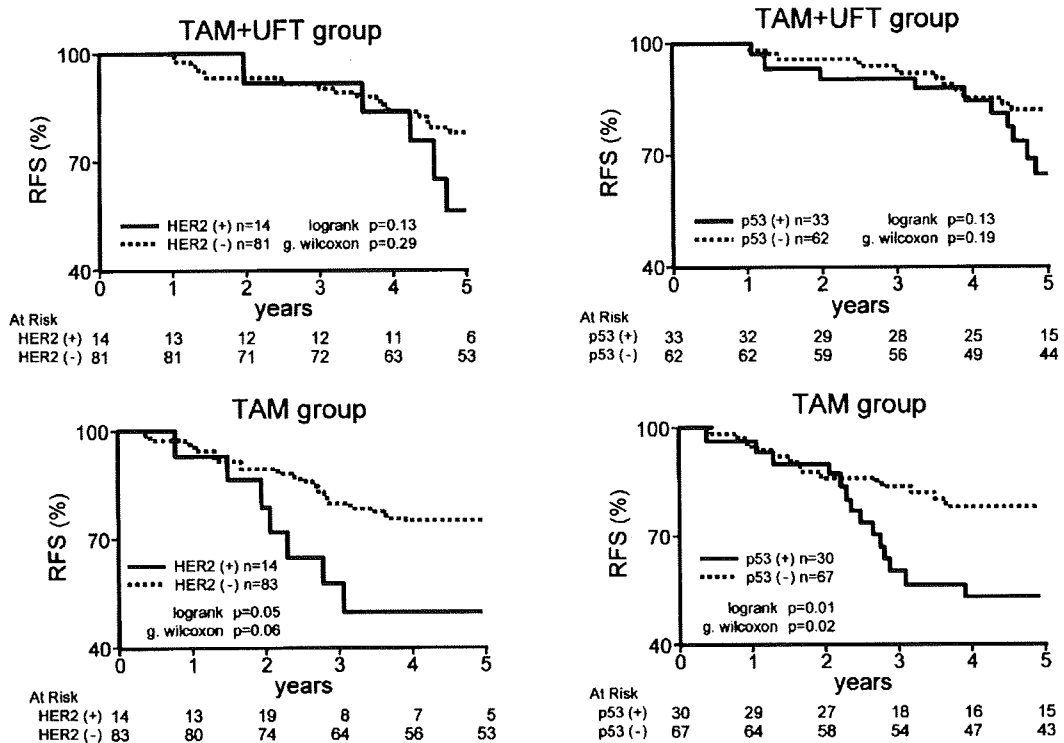 TAM+UFT group
100
70
40
RFS (%)
HER2 (+) n=14 logrank p=0.13
HER2 (-) n=81 g. wilcoxon p=0.29
0 1 2 3 4 5
years
At Risk
HER2 (+) 14 13 12 12 11 6
HER2 (-) 81 81 71 72 63 53
TAM+UFT group
100
70
40
RFS (%)
p53 (+) n=33 logrank p=0.13
p53 (-) n=62 g. wilcoxon p=0.19
0 1 2 3 4 5
years
At Risk
p53 (+) 33 32 29 28 25 15
p53 (-) 62 62 59 56 49 44
TAM group
100
70
40
RFS (%)
HER2 (+) n=14
HER2 (-) n=83
logrank p=0.05
g. wilcoxon p=0.06
0 1 2 3 4 5
years
At Risk
HER2 (+) 14 13 19 8 7 5
HER2 (-) 83 80 74 64 56 53
TAM group
100
70
40
RFS (%)
p53 (+) n=30
p53 (-) n=67
logrank p=0.01
g. wilcoxon p=0.02
0 1 2 3 4 5
years
At Risk
p53 (+) 30 29 27 18 16 15
p53 (-) 67 64 58 54 47 43